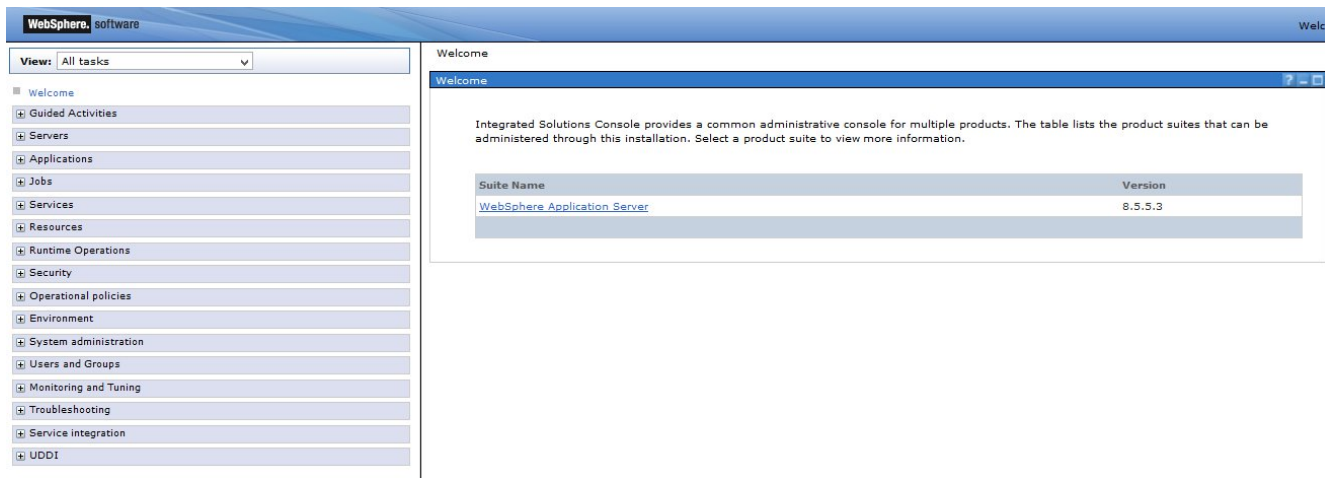 WebSphere. software
Welc
View: All tasks
Welcome
Guided Activities
Servers
Applications
Jobs
Services
Resources
Runtime Operations
Security
Operational policies
Environment
System administration
Users and Groups
Monitoring and Tuning
Troubleshooting
Service integration
UDDI
Welcome
Welcome ?
Integrated Solutions Console provides a common administrative console for multiple products. The table lists the product suites that can be
administered through this installation. Select a product suite to view more information.
Suite Name Version
WebSphere Application Server 8.5.5.3